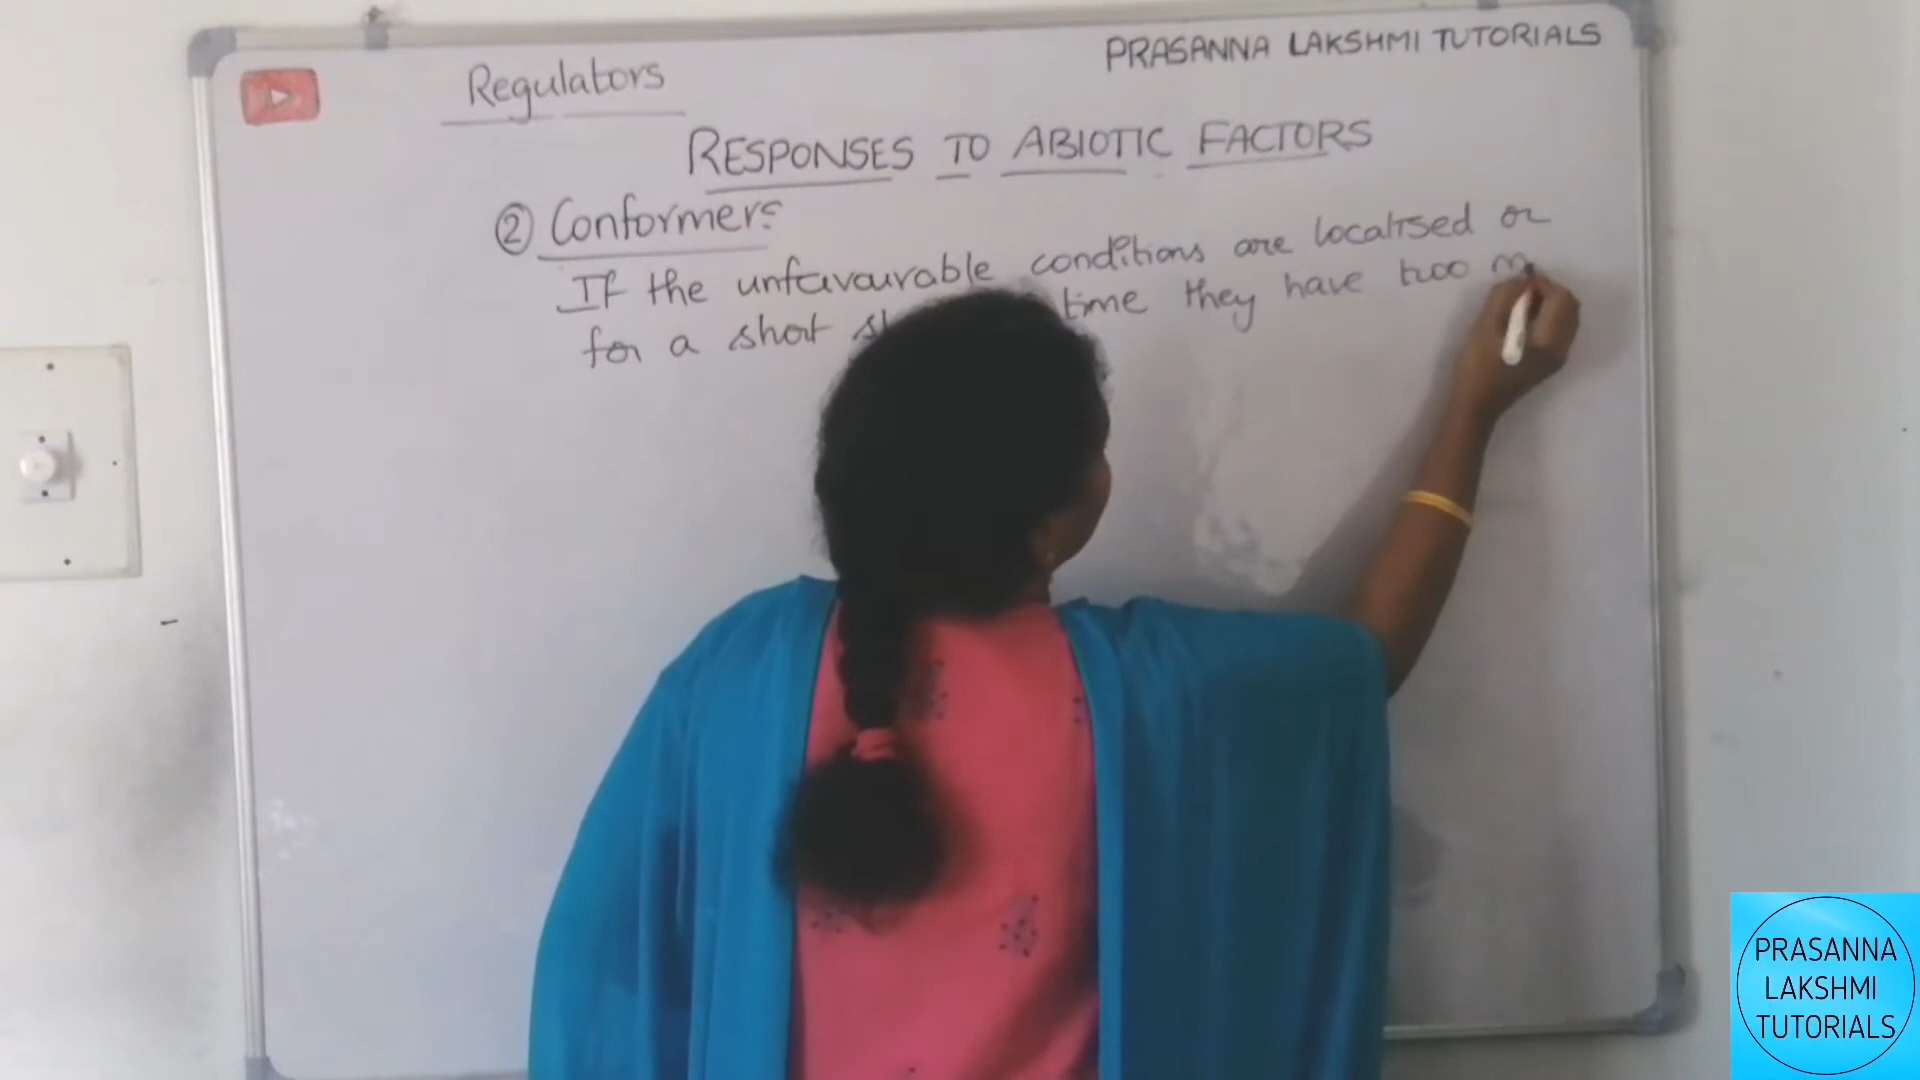 PRASANNA LAKSHMI TUTORIALS
Regulators
RESPONSES TO ABIOTIC FACTORS
② Conformers
If the unfavourable conditions are localised or
for a short time they have two
PRASANNA
LAKSHMI
TUTORIALS